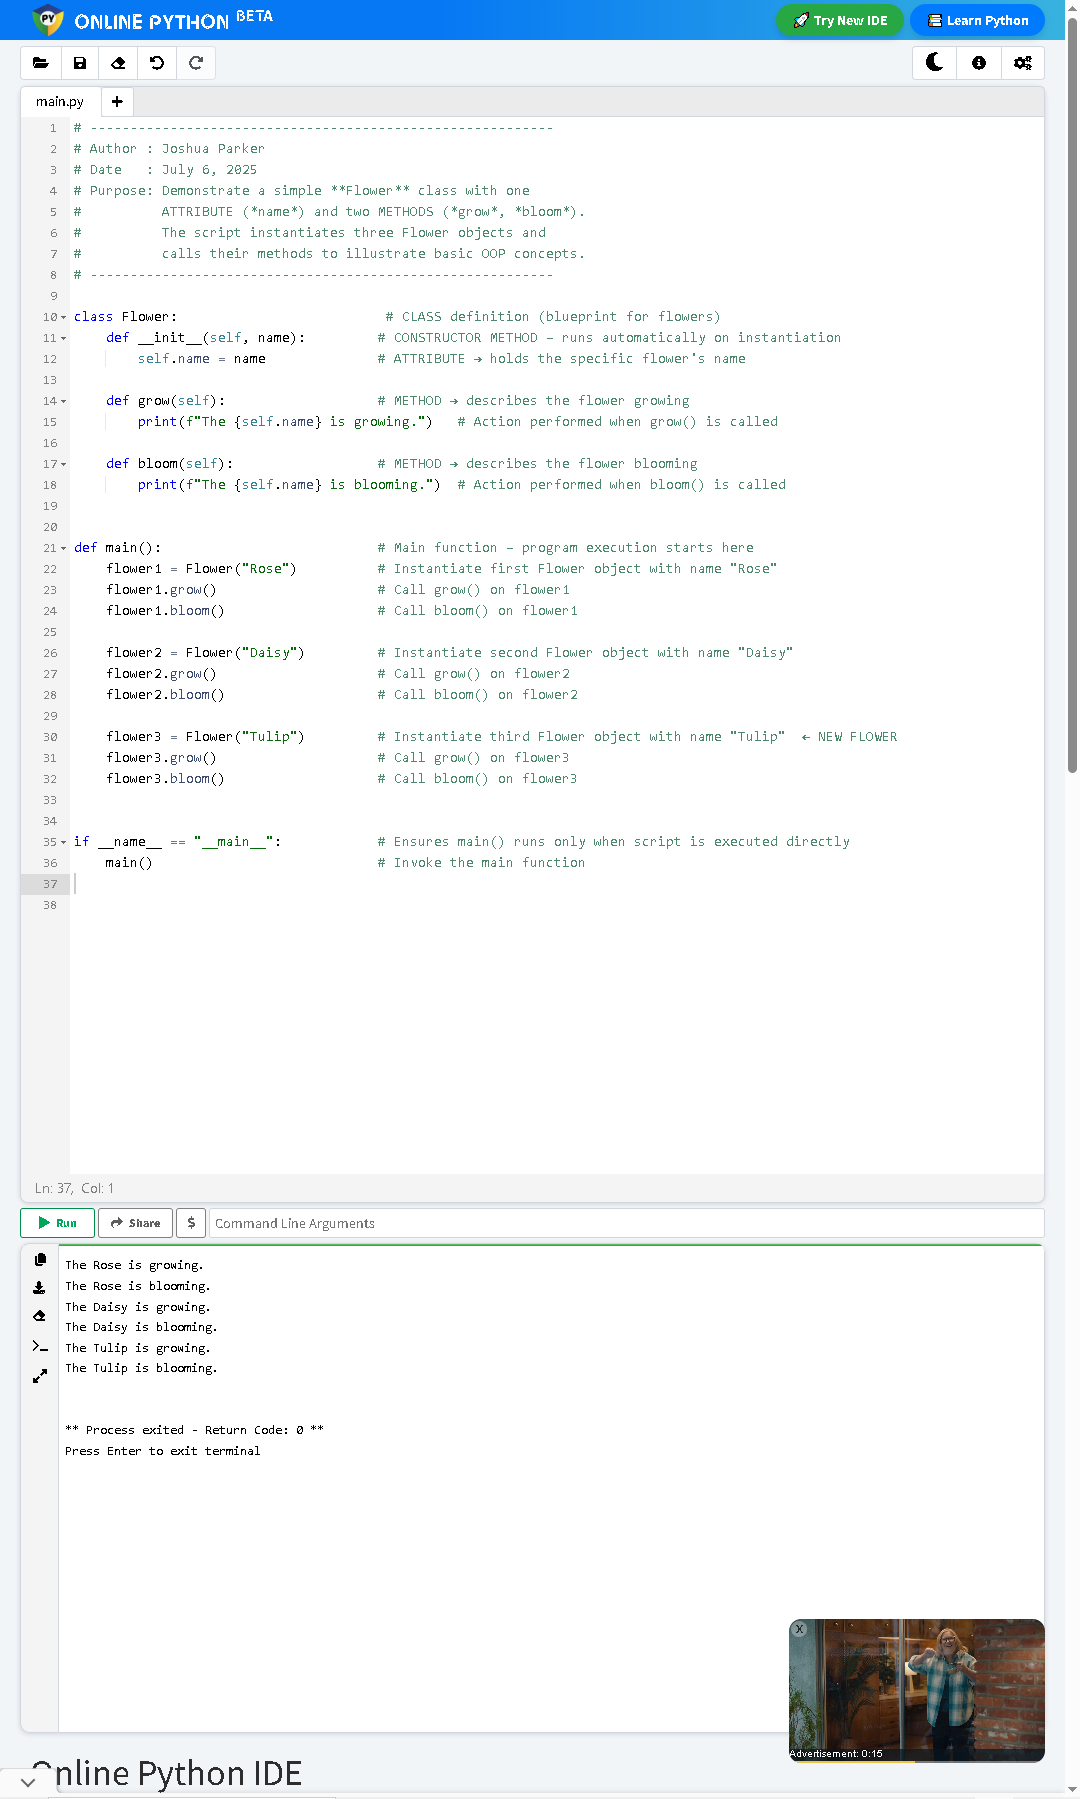 PY ONLINE PYTHON BETA
Try New IDE
Learn Python
main.py +
1 # ----------------------------------------------------------
2 # Author : Joshua Parker
3 # Date   : July 6, 2025
4 # Purpose: Demonstrate a simple **Flower** class with one
5 #          ATTRIBUTE (*name*) and two METHODS (*grow*, *bloom*).
6 #          The script instantiates three Flower objects and
7 #          calls their methods to illustrate basic OOP concepts.
8 # ----------------------------------------------------------
9
10 class Flower:                          # CLASS definition (blueprint for flowers)
11     def __init__(self, name):         # CONSTRUCTOR METHOD – runs automatically on instantiation
12         self.name = name              # ATTRIBUTE → holds the specific flower's name
13
14     def grow(self):                   # METHOD → describes the flower growing
15         print(f"The {self.name} is growing.")   # Action performed when grow() is called
16
17     def bloom(self):                  # METHOD → describes the flower blooming
18         print(f"The {self.name} is blooming.")  # Action performed when bloom() is called
19
20
21 def main():                           # Main function – program execution starts here
22     flower1 = Flower("Rose")          # Instantiate first Flower object with name "Rose"
23     flower1.grow()                    # Call grow() on flower1
24     flower1.bloom()                   # Call bloom() on flower1
25
26     flower2 = Flower("Daisy")         # Instantiate second Flower object with name "Daisy"
27     flower2.grow()                    # Call grow() on flower2
28     flower2.bloom()                   # Call bloom() on flower2
29
30     flower3 = Flower("Tulip")         # Instantiate third Flower object with name "Tulip"  ← NEW FLOWER
31     flower3.grow()                    # Call grow() on flower3
32     flower3.bloom()                   # Call bloom() on flower3
33
34
35 if __name__ == "__main__":            # Ensures main() runs only when script is executed directly
36     main()                            # Invoke the main function
37
38
Ln: 37, Col: 1
Run
Share
$
Command Line Arguments
The Rose is growing.
The Rose is blooming.
The Daisy is growing.
The Daisy is blooming.
The Tulip is growing.
The Tulip is blooming.
** Process exited - Return Code: 0 **
Press Enter to exit terminal
X
Advertisement: 0:15
Online Python IDE